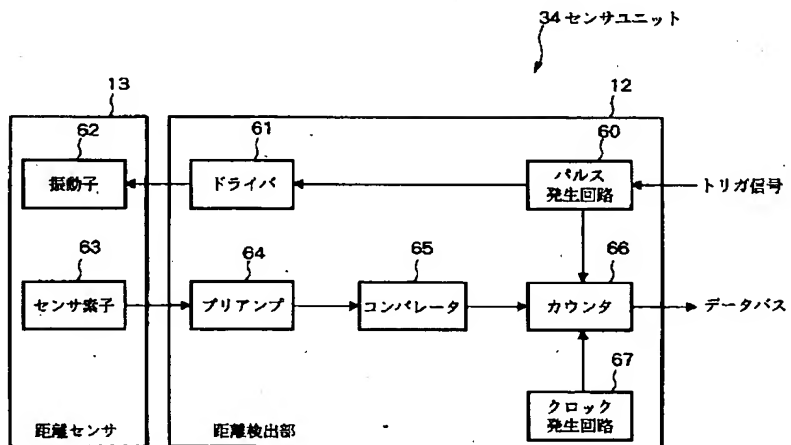 34 センサユニット
13
12
62
61
60
振動子
ドライバ
パルス
発生回路
トリガ信号
63
64
65
66
センサ素子
プリアンプ
コンパレータ
カウンタ
データバス
67
クロック
発生回路
距離センサ
距離検出部